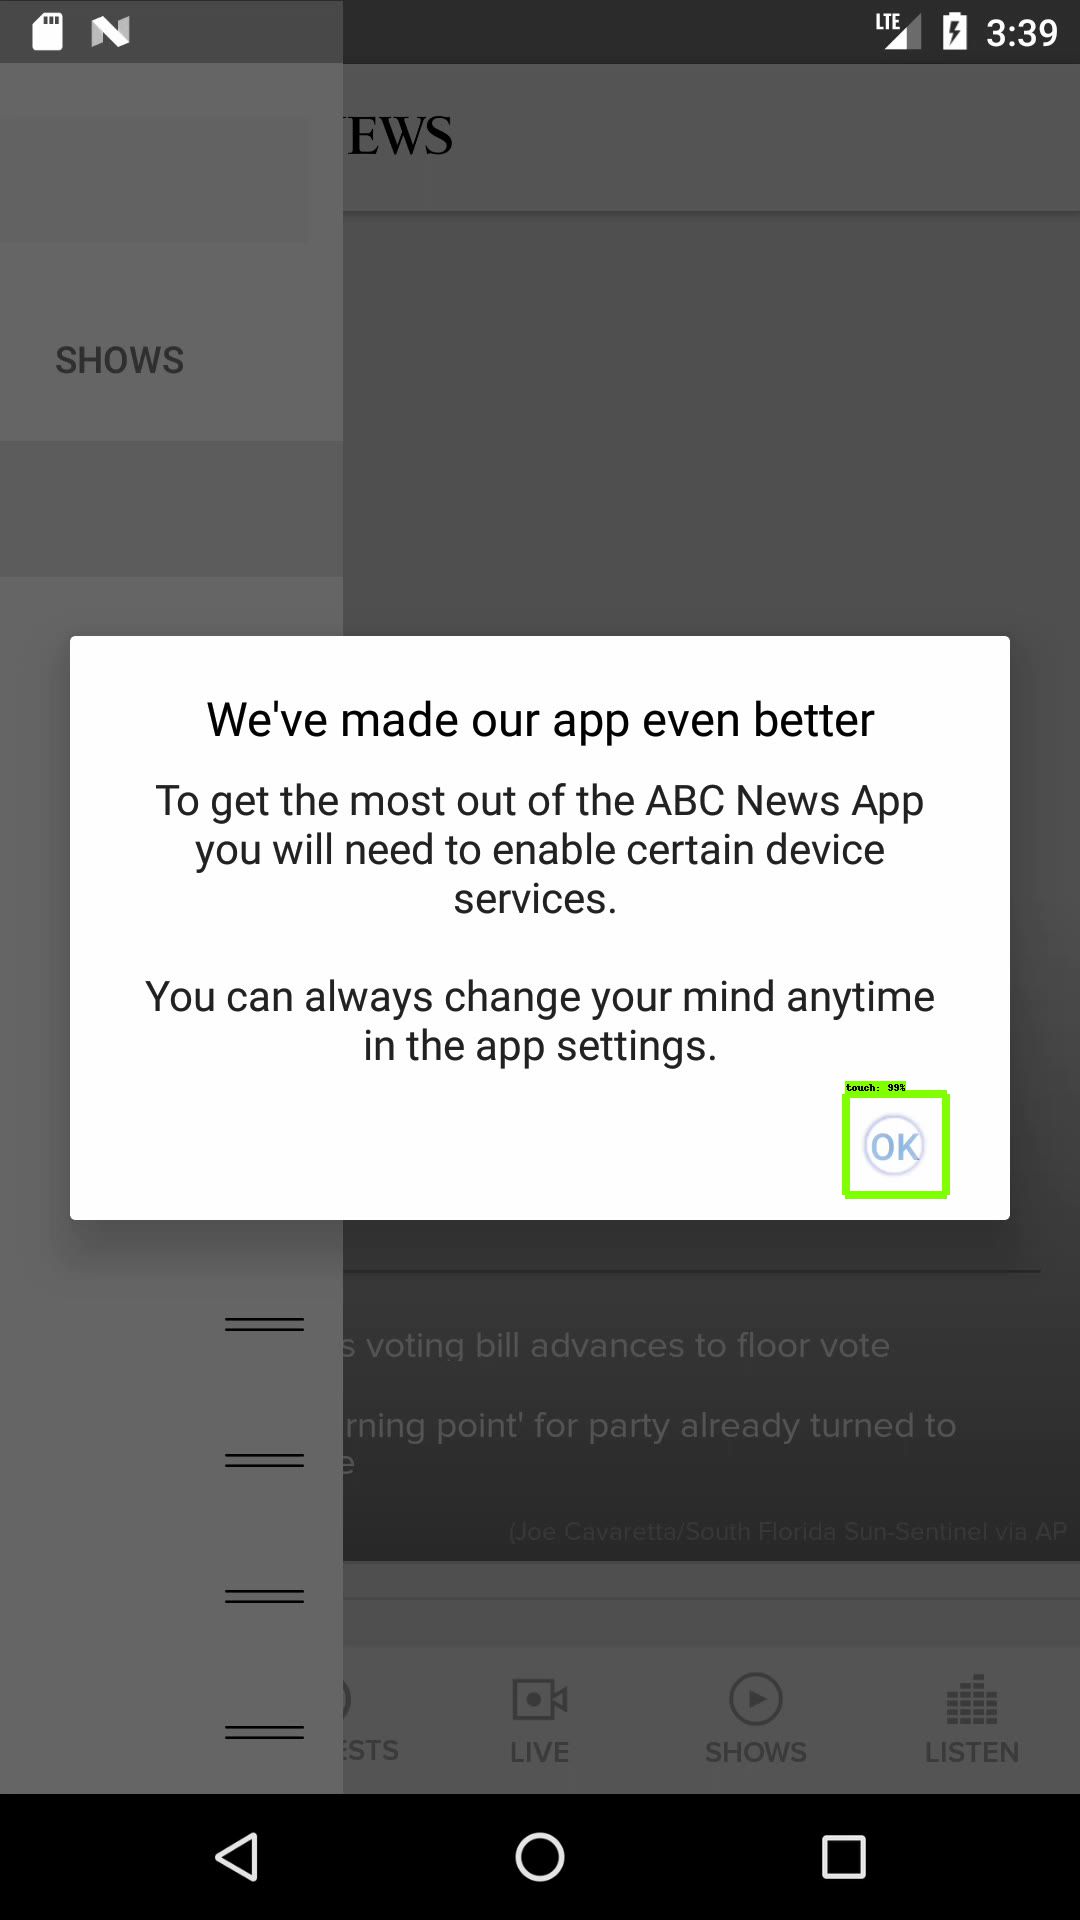 LTE 3:39
EWS
SHOWS
We've made our app even better
To get the most out of the ABC News App
you will need to enable certain device
services.
You can always change your mind anytime
in the app settings.
touch: 99%
OK
s voting bill advances to floor vote
rning point' for party already turned to
e
(Joe Cavaretta/South Florida Sun-Sentinel via AP
ESTS
LIVE
SHOWS
LISTEN